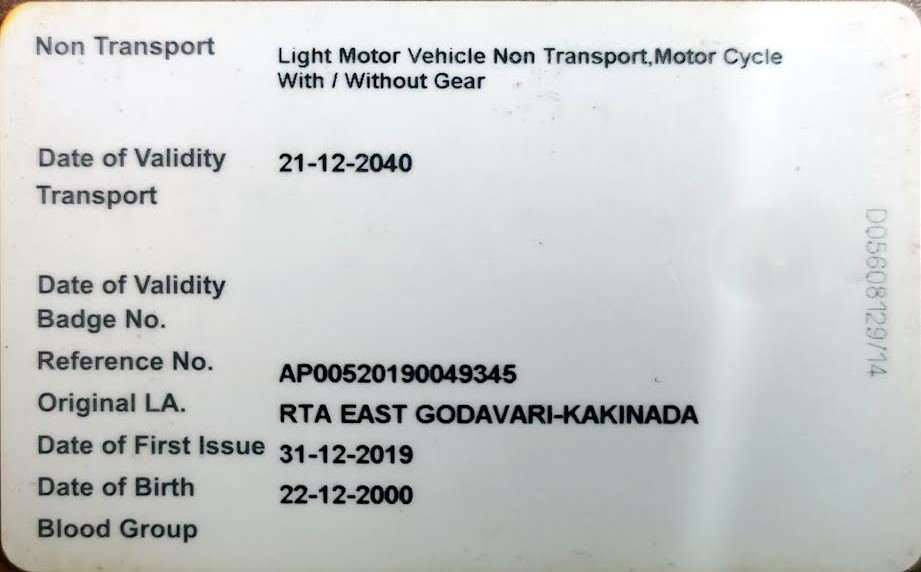 Non Transport
Light Motor Vehicle Non Transport,Motor Cycle
With / Without Gear
Date of Validity 21-12-2040
Transport
Date of Validity
Badge No.
Reference No. AP00520190049345
Original LA. RTA EAST GODAVARI-KAKINADA
Date of First Issue 31-12-2019
Date of Birth 22-12-2000
Blood Group
D05608129/14